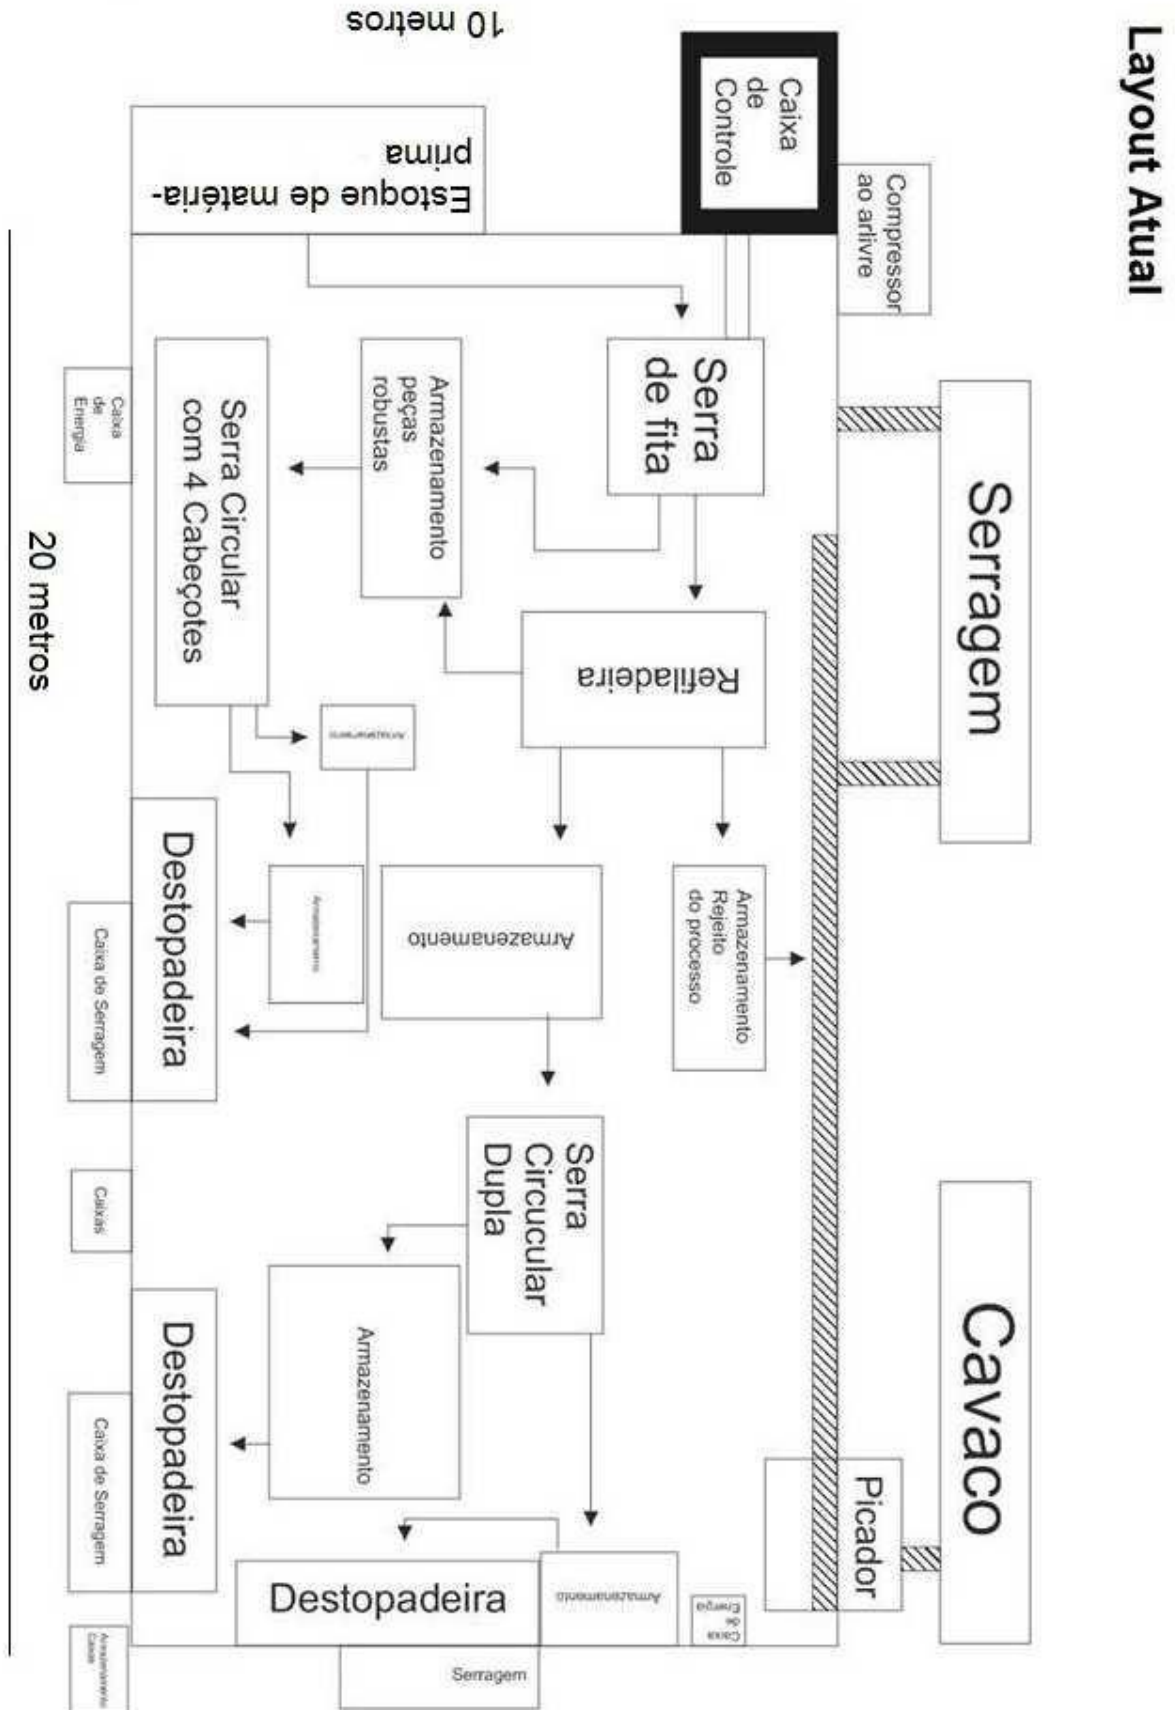 Layout Atual
10 metros
Caixa
de
Controle
Compressor
ao arlivre
Estoque de matéria-
prima
Serragem
Serra
de fita
Armazenamento
peças
robustas
Serra Circular
com 4 Cabeçotes
Caixa
de
Energia
20 metros
Refiladeira
Armazenamento
Armazenamento
Rejeito
do processo
Armazenamento
Armazenamento
Destopadeira
Caixa de Serragem
Cavaco
Serra
Circucular
Dupla
Caixas
Armazenamento
Destopadeira
Caixa de Serragem
Picador
Destopadeira
Armazenamento
Caixa
de
Energia
Serragem
Armazenamento
Caixas